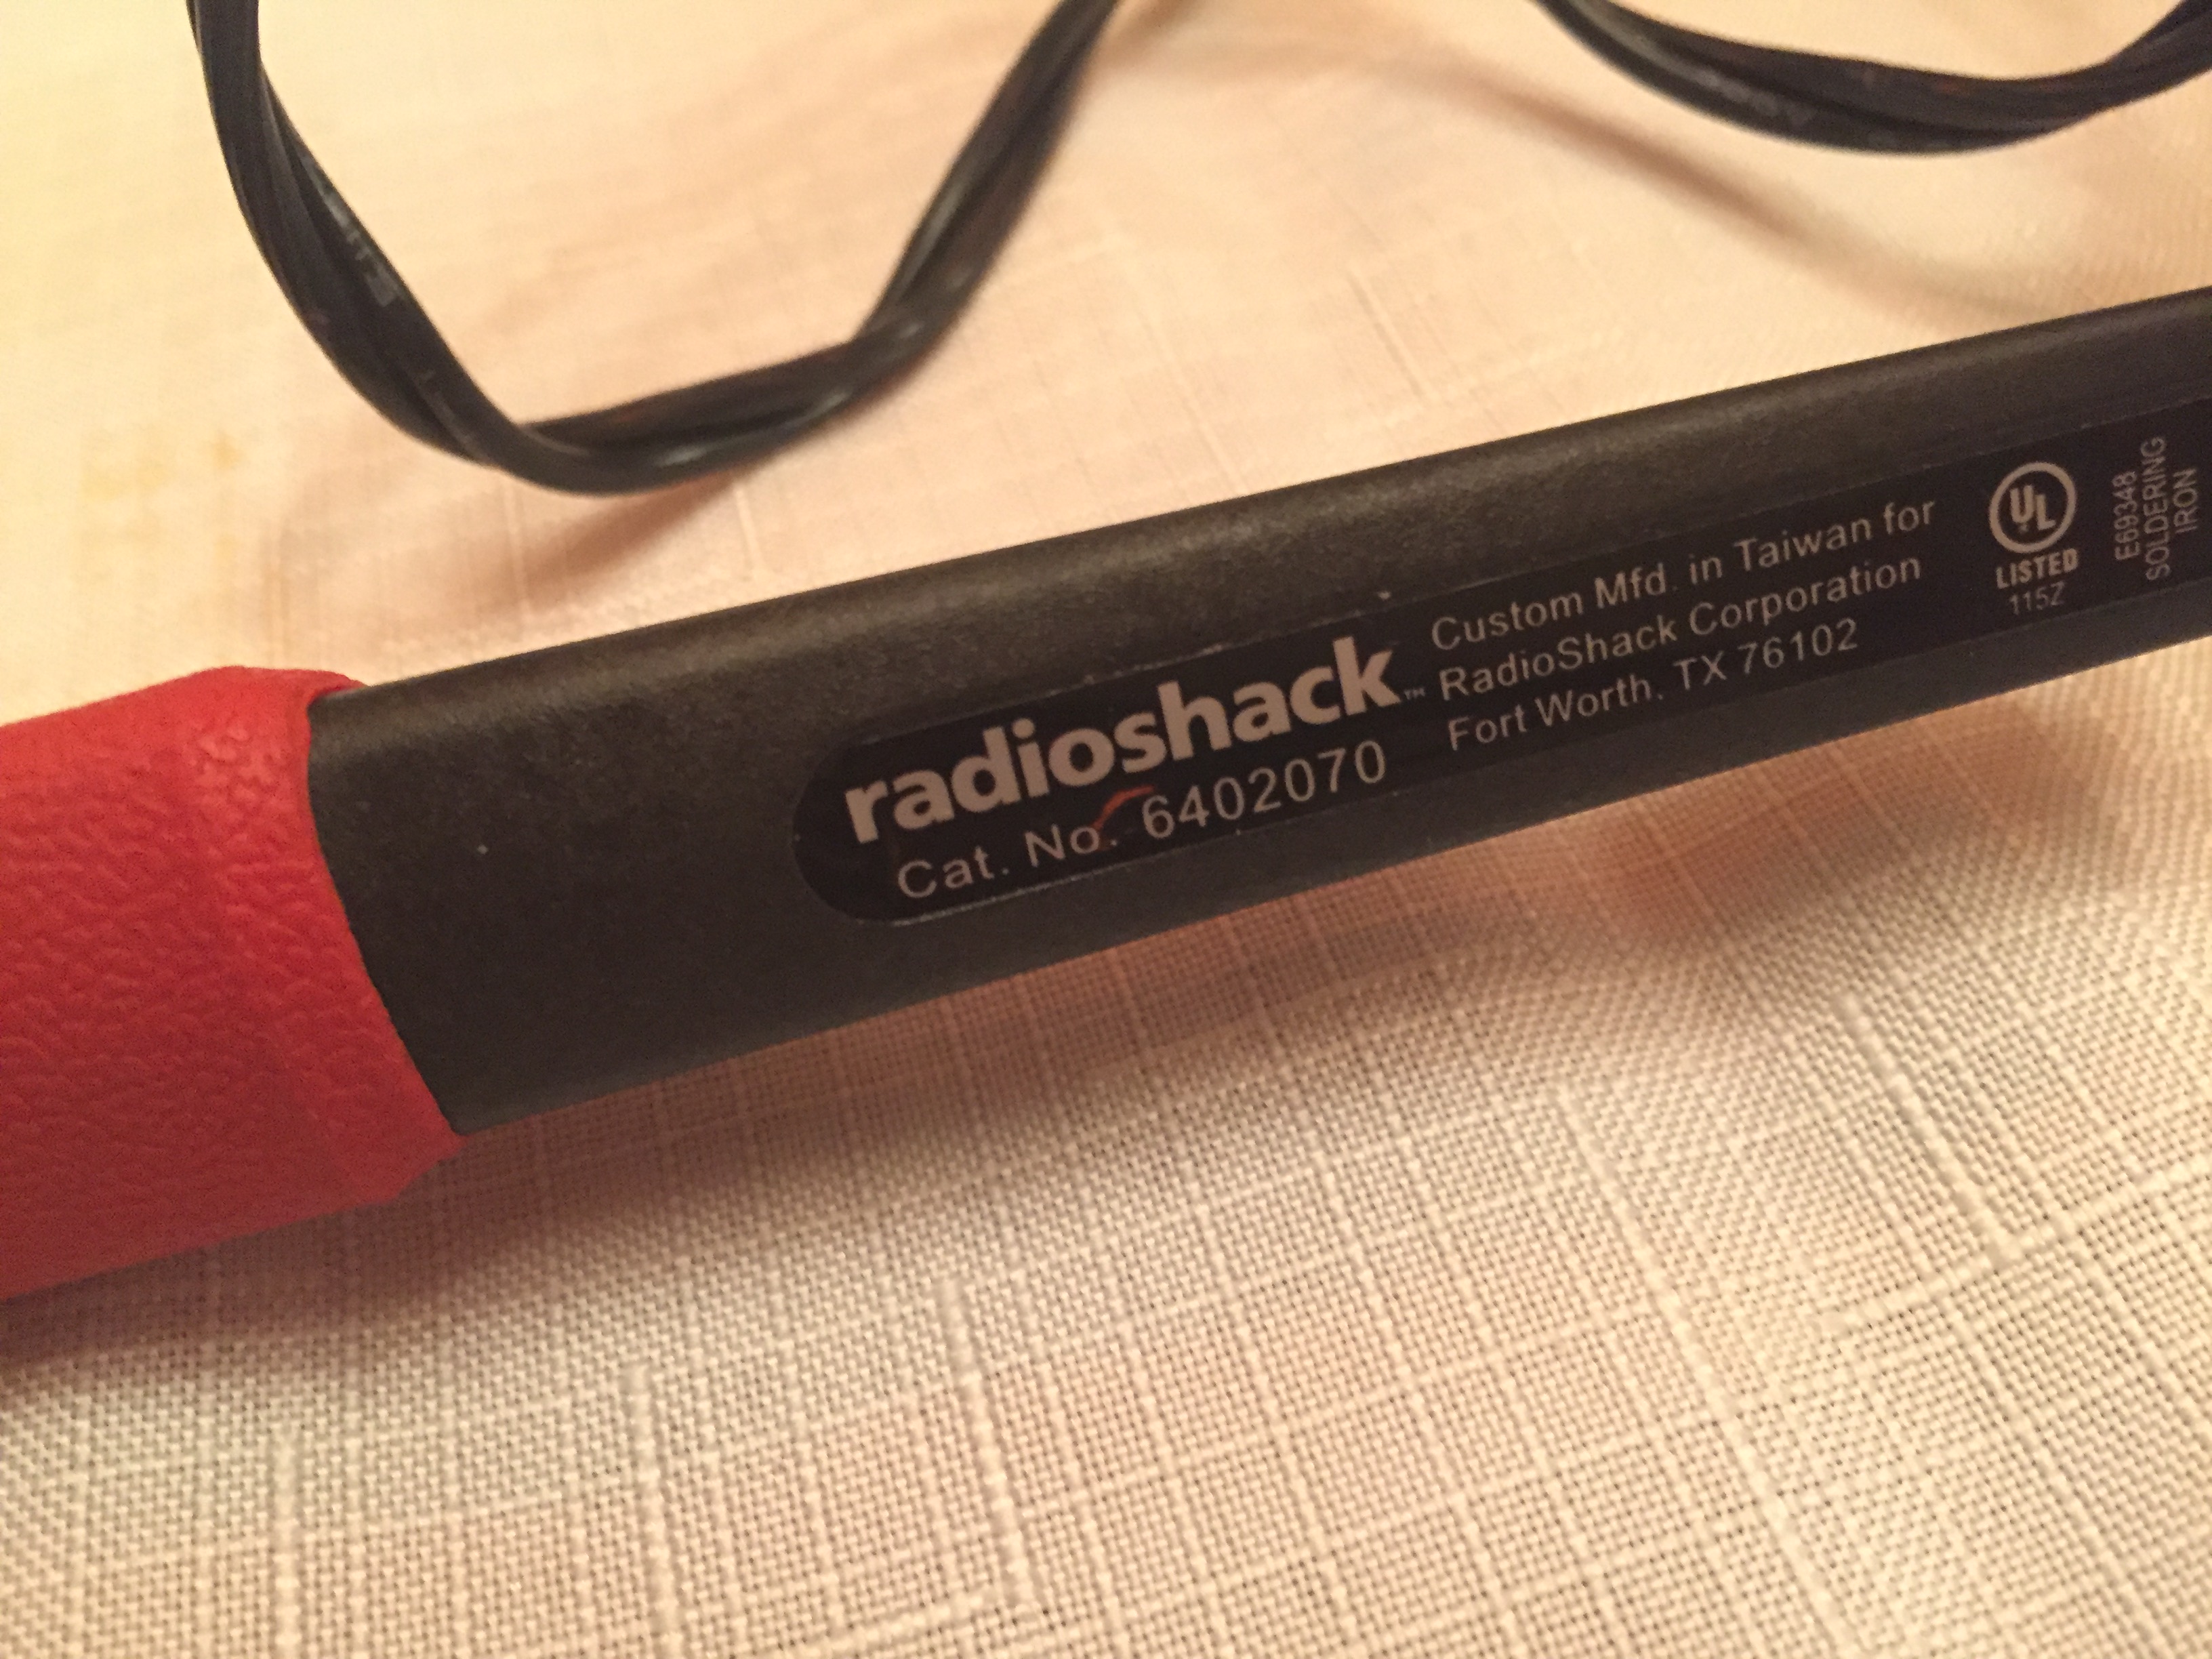 radioshack™
Cat. No. 6402070
Custom Mfd. in Taiwan for
RadioShack Corporation
Fort Worth, TX 76102
UL
LISTED
115Z
E69348
SOLDERING
IRON